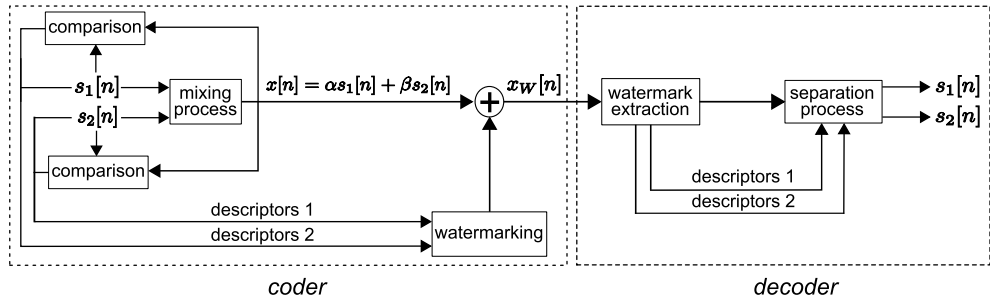 comparison
s₁[n]
s₂[n]
mixing
process
x[n] = αs₁[n] + βs₂[n]
+
x_W[n]
comparison
descriptors 1
descriptors 2
watermarking
coder
watermark
extraction
separation
process
s₁[n]
s₂[n]
descriptors 1
descriptors 2
decoder